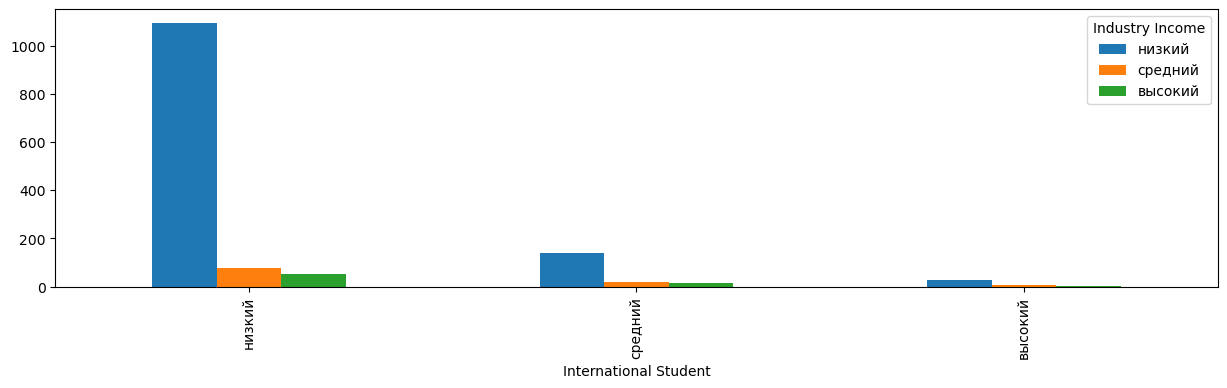 1000
800
600
400
200
0
Industry Income
низкий
средний
высокий
низкий
средний
высокий
International Student